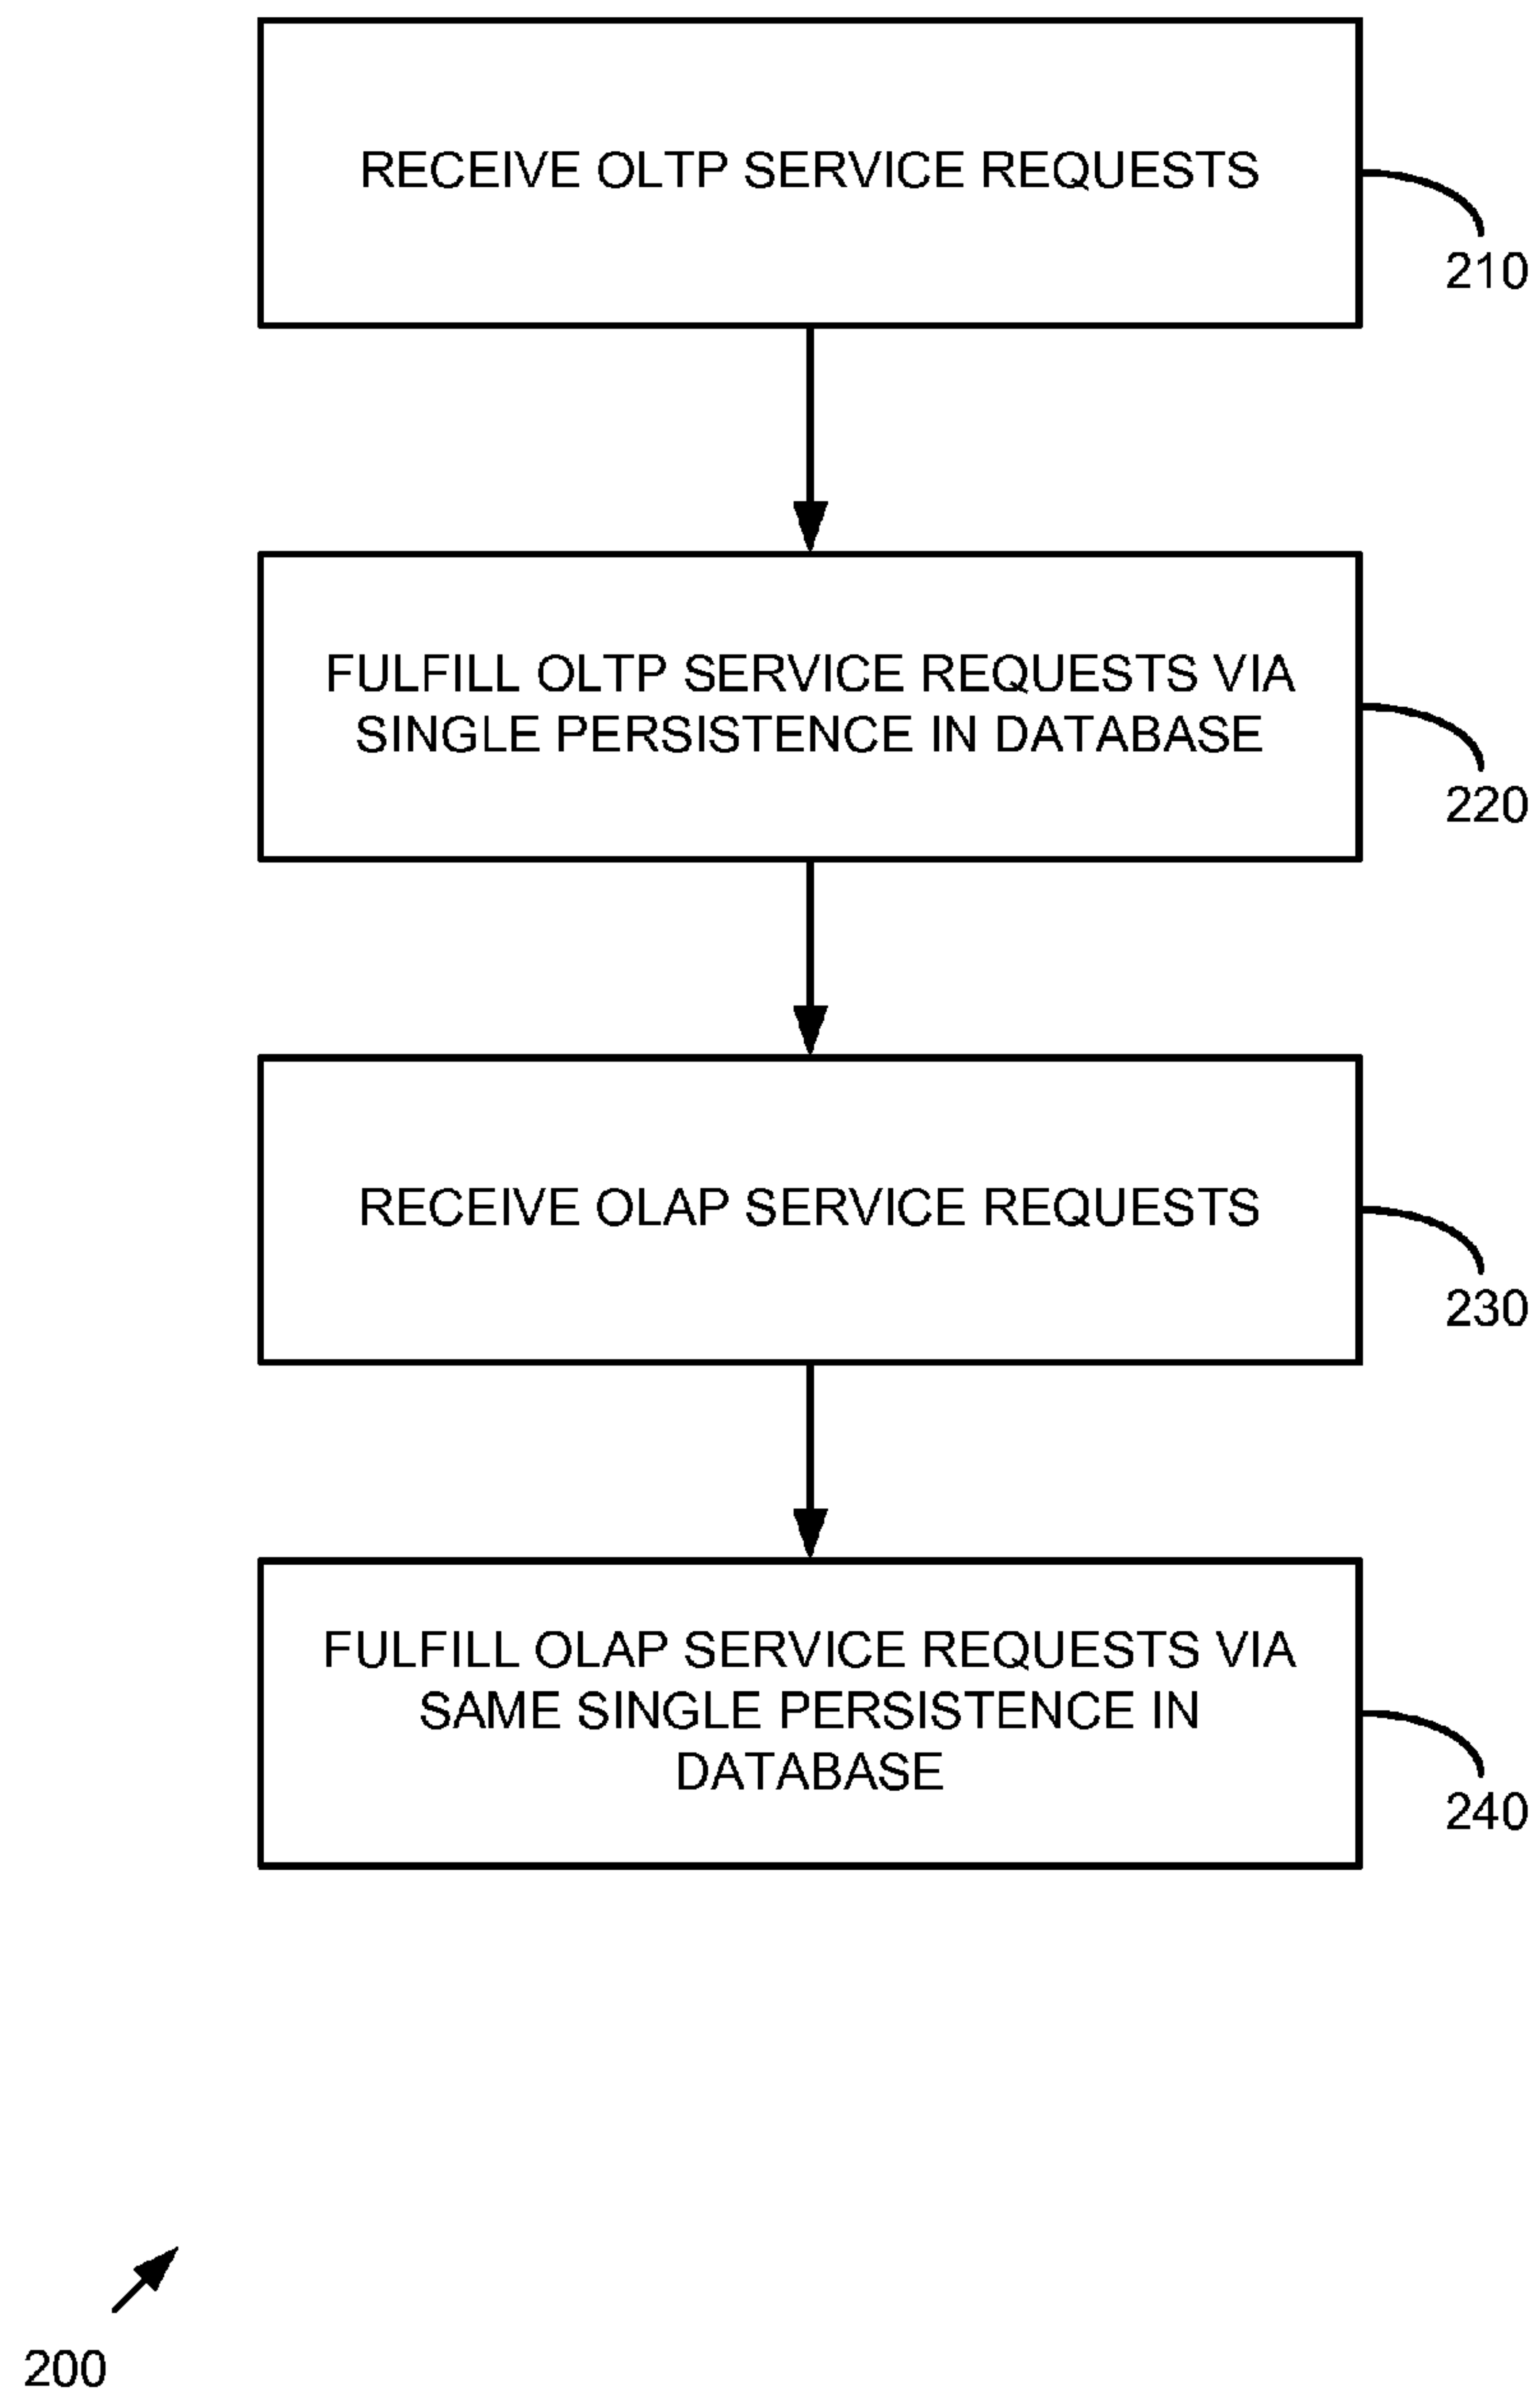 RECEIVE OLTP SERVICE REQUESTS
210
FULFILL OLTP SERVICE REQUESTS VIA
SINGLE PERSISTENCE IN DATABASE
220
RECEIVE OLAP SERVICE REQUESTS
230
FULFILL OLAP SERVICE REQUESTS VIA
SAME SINGLE PERSISTENCE IN
DATABASE
240
200